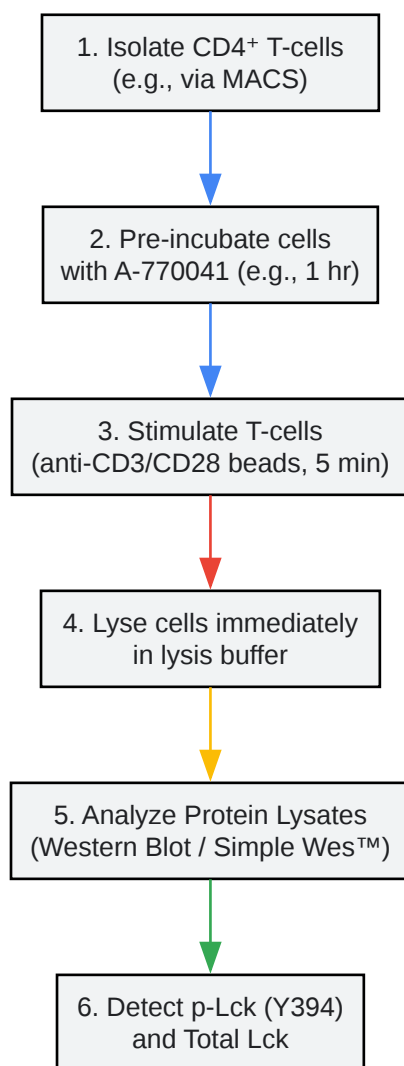 1. Isolate CD4⁺ T-cells
(e.g., via MACS)
2. Pre-incubate cells
with A-770041 (e.g., 1 hr)
3. Stimulate T-cells
(anti-CD3/CD28 beads, 5 min)
4. Lyse cells immediately
in lysis buffer
5. Analyze Protein Lysates
(Western Blot / Simple Wes™)
6. Detect p-Lck (Y394)
and Total Lck